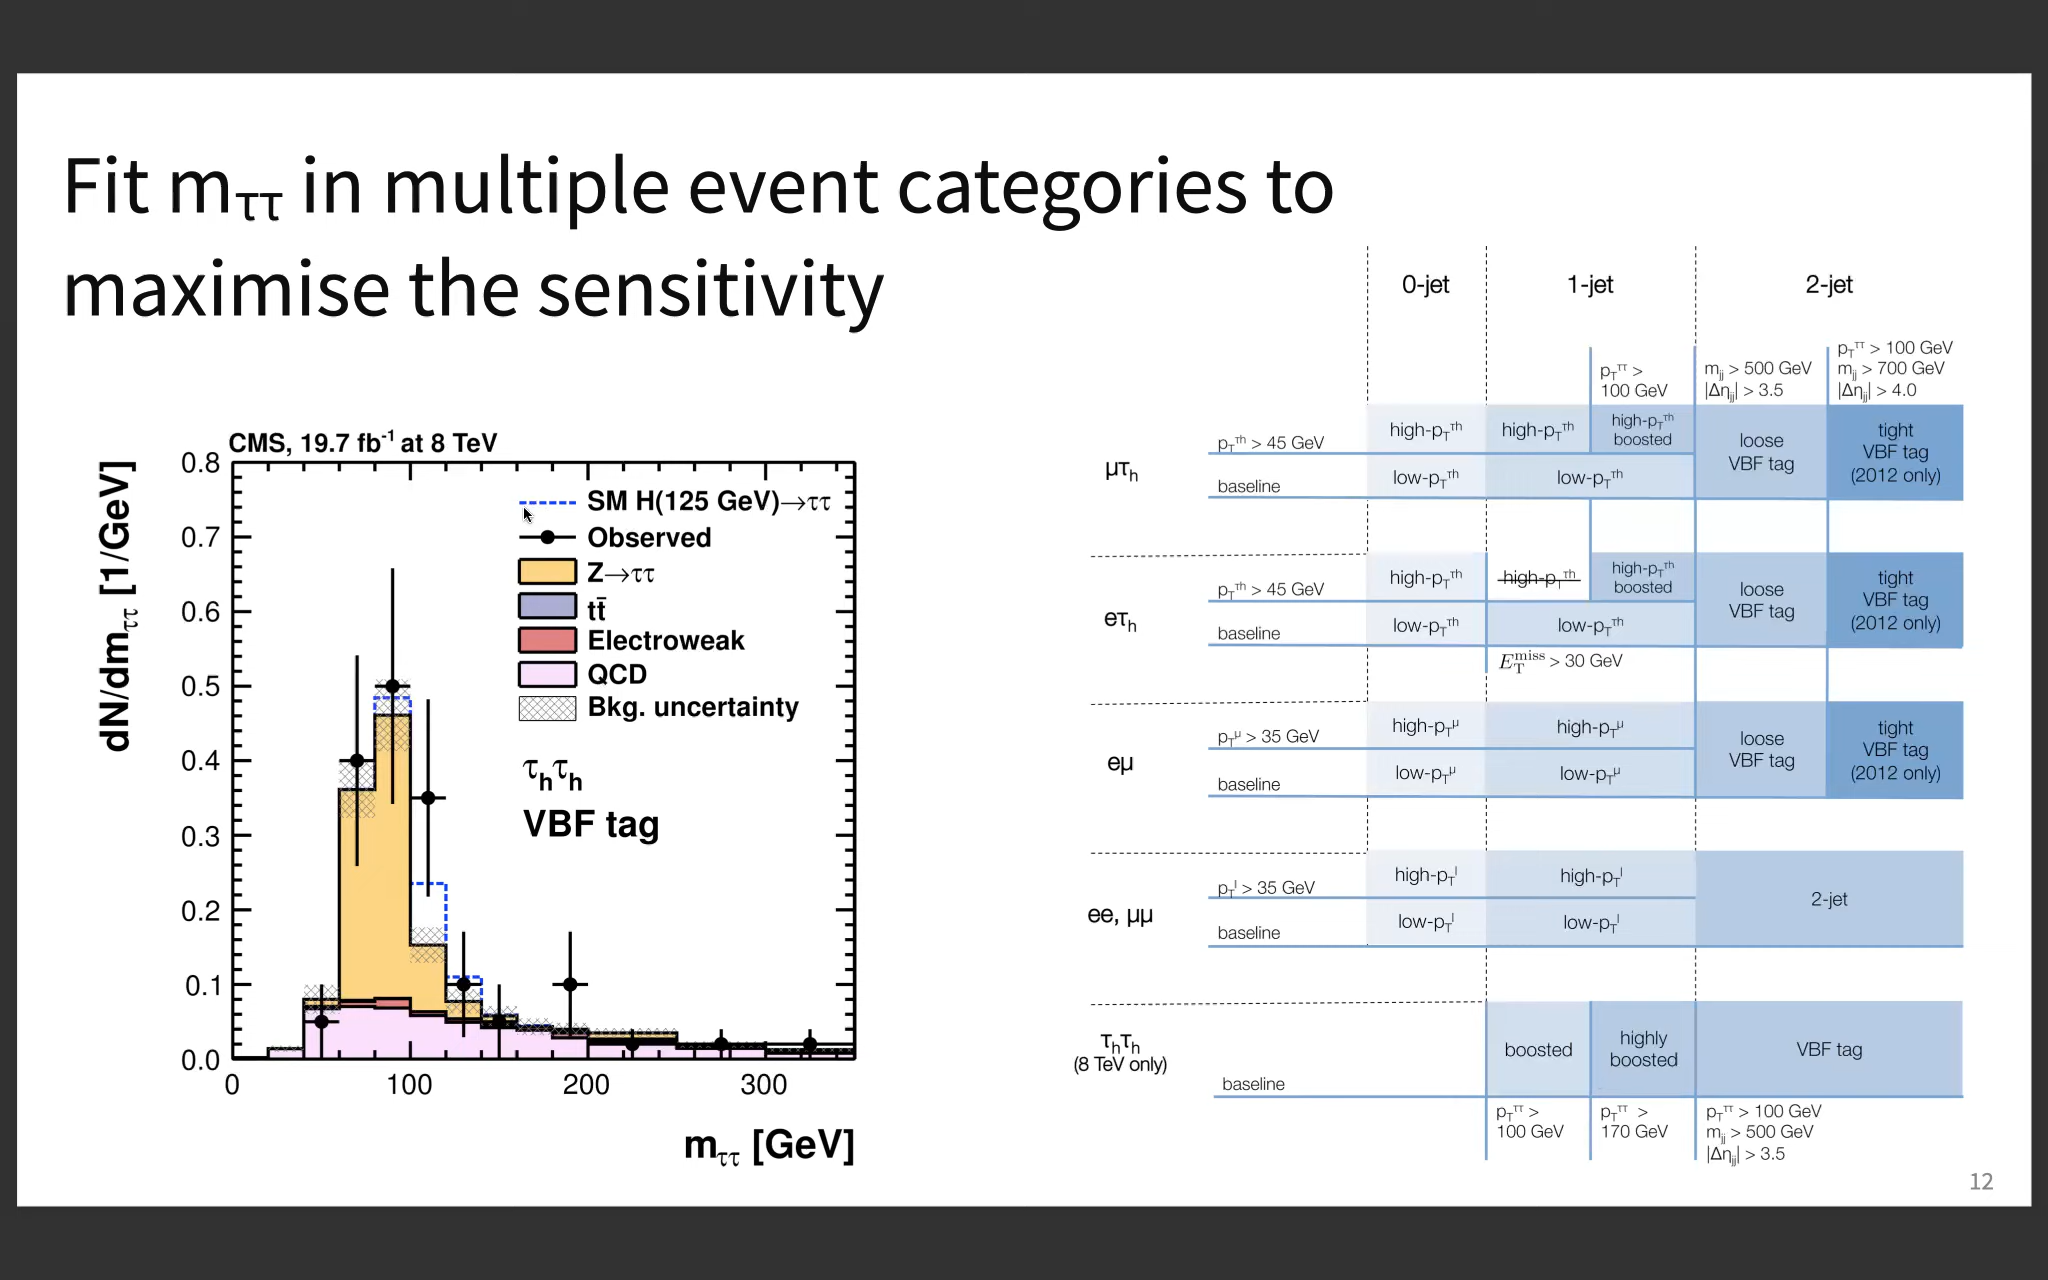 Fit mττ in multiple event categories to
maximise the sensitivity
CMS, 19.7 fb-1 at 8 TeV
dN/dmττ [1/GeV]
0.8
0.7
0.6
0.5
0.4
0.3
0.2
0.1
0.0
0
100
200
300
mττ [GeV]
SM H(125 GeV)→ττ
Observed
Z→ττ
tt̄
Electroweak
QCD
Bkg. uncertainty
τhτh
VBF tag
0-jet
1-jet
2-jet
pTττ >
100 GeV
mjj > 500 GeV
|Δηjj| > 3.5
pTττ > 100 GeV
mjj > 700 GeV
|Δηjj| > 4.0
μτh
pTτh > 45 GeV
baseline
high-pTτh
low-pTτh
high-pTτh
high-pTτh
boosted
low-pTτh
loose
VBF tag
tight
VBF tag
(2012 only)
eτh
pTτh > 45 GeV
baseline
high-pTτh
low-pTτh
high-pTτh
high-pTτh
boosted
low-pTτh
ETmiss > 30 GeV
loose
VBF tag
tight
VBF tag
(2012 only)
eμ
pTμ > 35 GeV
baseline
high-pTμ
low-pTμ
high-pTμ
low-pTμ
loose
VBF tag
tight
VBF tag
(2012 only)
ee, μμ
pTl > 35 GeV
baseline
high-pTl
low-pTl
high-pTl
low-pTl
2-jet
τhτh
(8 TeV only)
baseline
boosted
highly
boosted
VBF tag
pTττ >
100 GeV
pTττ >
170 GeV
pTττ > 100 GeV
mjj > 500 GeV
|Δηjj| > 3.5
12